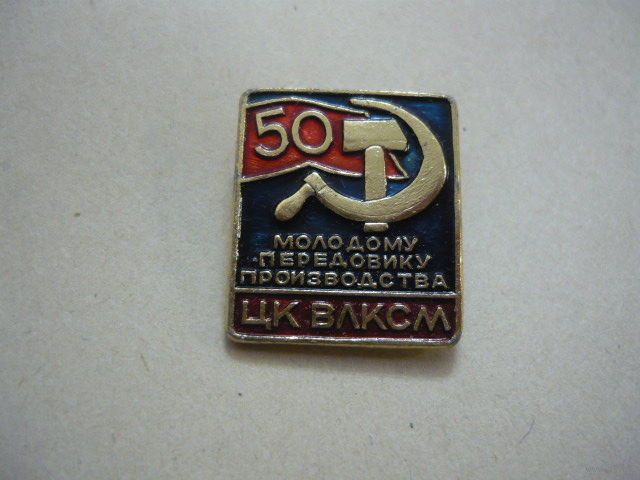 50
МОЛОДОМУ
ПЕРЕДОВИКУ
ПРОИЗВОДСТВА
ЦК ВЛКСМ